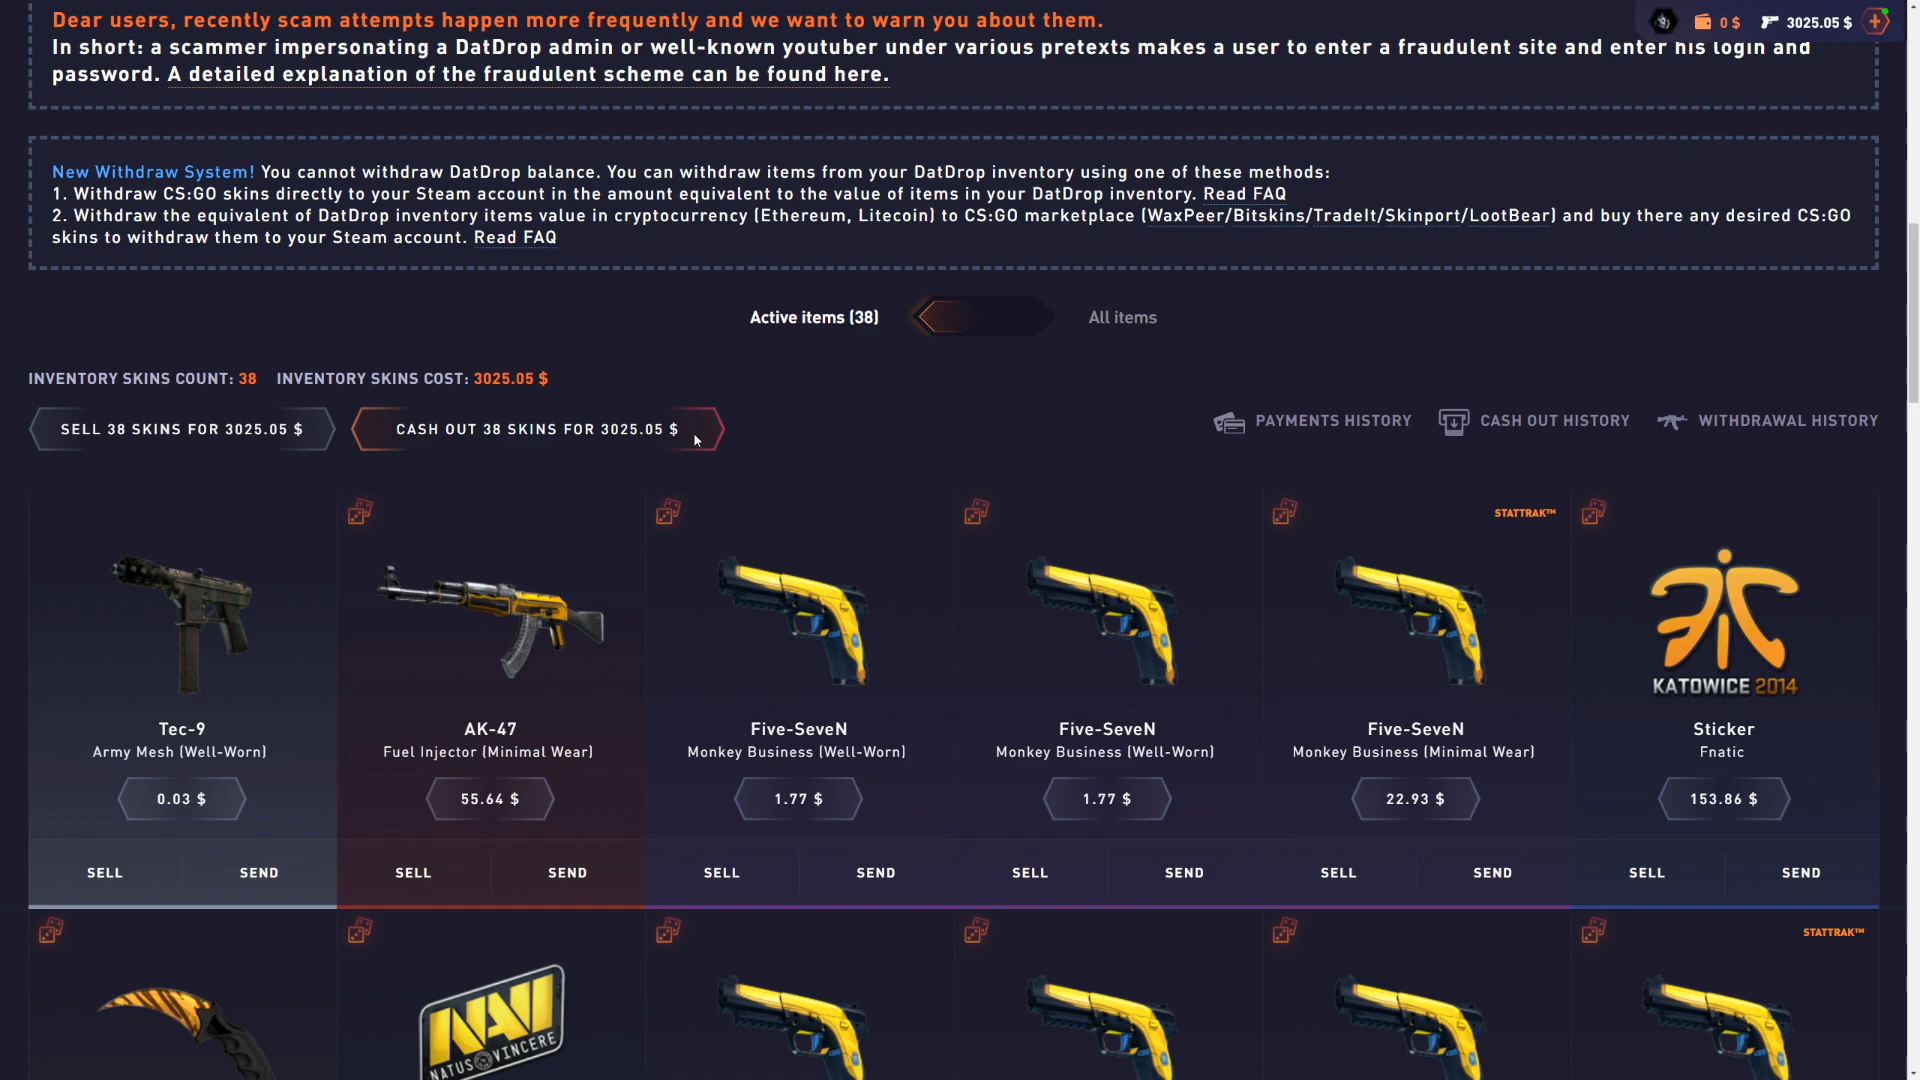 Dear users, recently scam attempts happen more frequently and we want to warn you about them.
0 $ 3025.05 $
In short: a scammer impersonating a DatDrop admin or well-known youtuber under various pretexts makes a user to enter a fraudulent site and enter his login and
password. A detailed explanation of the fraudulent scheme can be found here.
New Withdraw System! You cannot withdraw DatDrop balance. You can withdraw items from your DatDrop inventory using one of these methods:
1. Withdraw CS:GO skins directly to your Steam account in the amount equivalent to the value of items in your DatDrop inventory. Read FAQ
2. Withdraw the equivalent of DatDrop inventory items value in cryptocurrency (Ethereum, Litecoin) to CS:GO marketplace (WaxPeer/Bitskins/TradeIt/Skinport/LootBear) and buy there any desired CS:GO
skins to withdraw them to your Steam account. Read FAQ
Active items (38) All items
INVENTORY SKINS COUNT: 38 INVENTORY SKINS COST: 3025.05 $
SELL 38 SKINS FOR 3025.05 $ CASH OUT 38 SKINS FOR 3025.05 $ PAYMENTS HISTORY CASH OUT HISTORY WITHDRAWAL HISTORY
STATTRAK™
KATOWICE 2014
Tec-9 AK-47 Five-SeveN Five-SeveN Five-SeveN Sticker
Army Mesh (Well-Worn) Fuel Injector (Minimal Wear) Monkey Business (Well-Worn) Monkey Business (Well-Worn) Monkey Business (Minimal Wear) Fnatic
0.03 $ 55.64 $ 1.77 $ 1.77 $ 22.93 $ 153.86 $
SELL SEND SELL SEND SELL SEND SELL SEND SELL SEND SELL SEND
STATTRAK™
NAVI
NATUS VINCERE